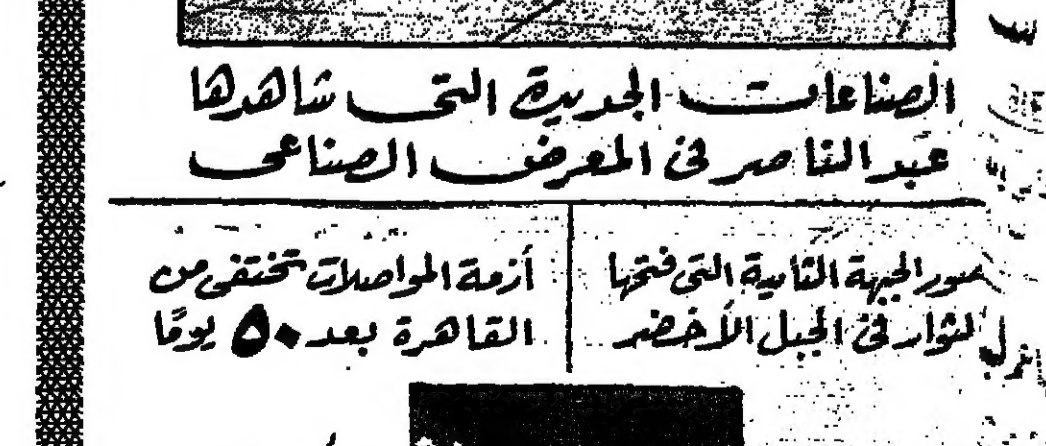 الصناعات الجديدة التى شاهدها
عبد الناصر فى المعرض الصناعى
صور الجبهة الثانية التى فتحها
الثوار فى الجبل الأخضر
أزمة المواصلات تختفى من
القاهرة بعد ٥٠ يومًا